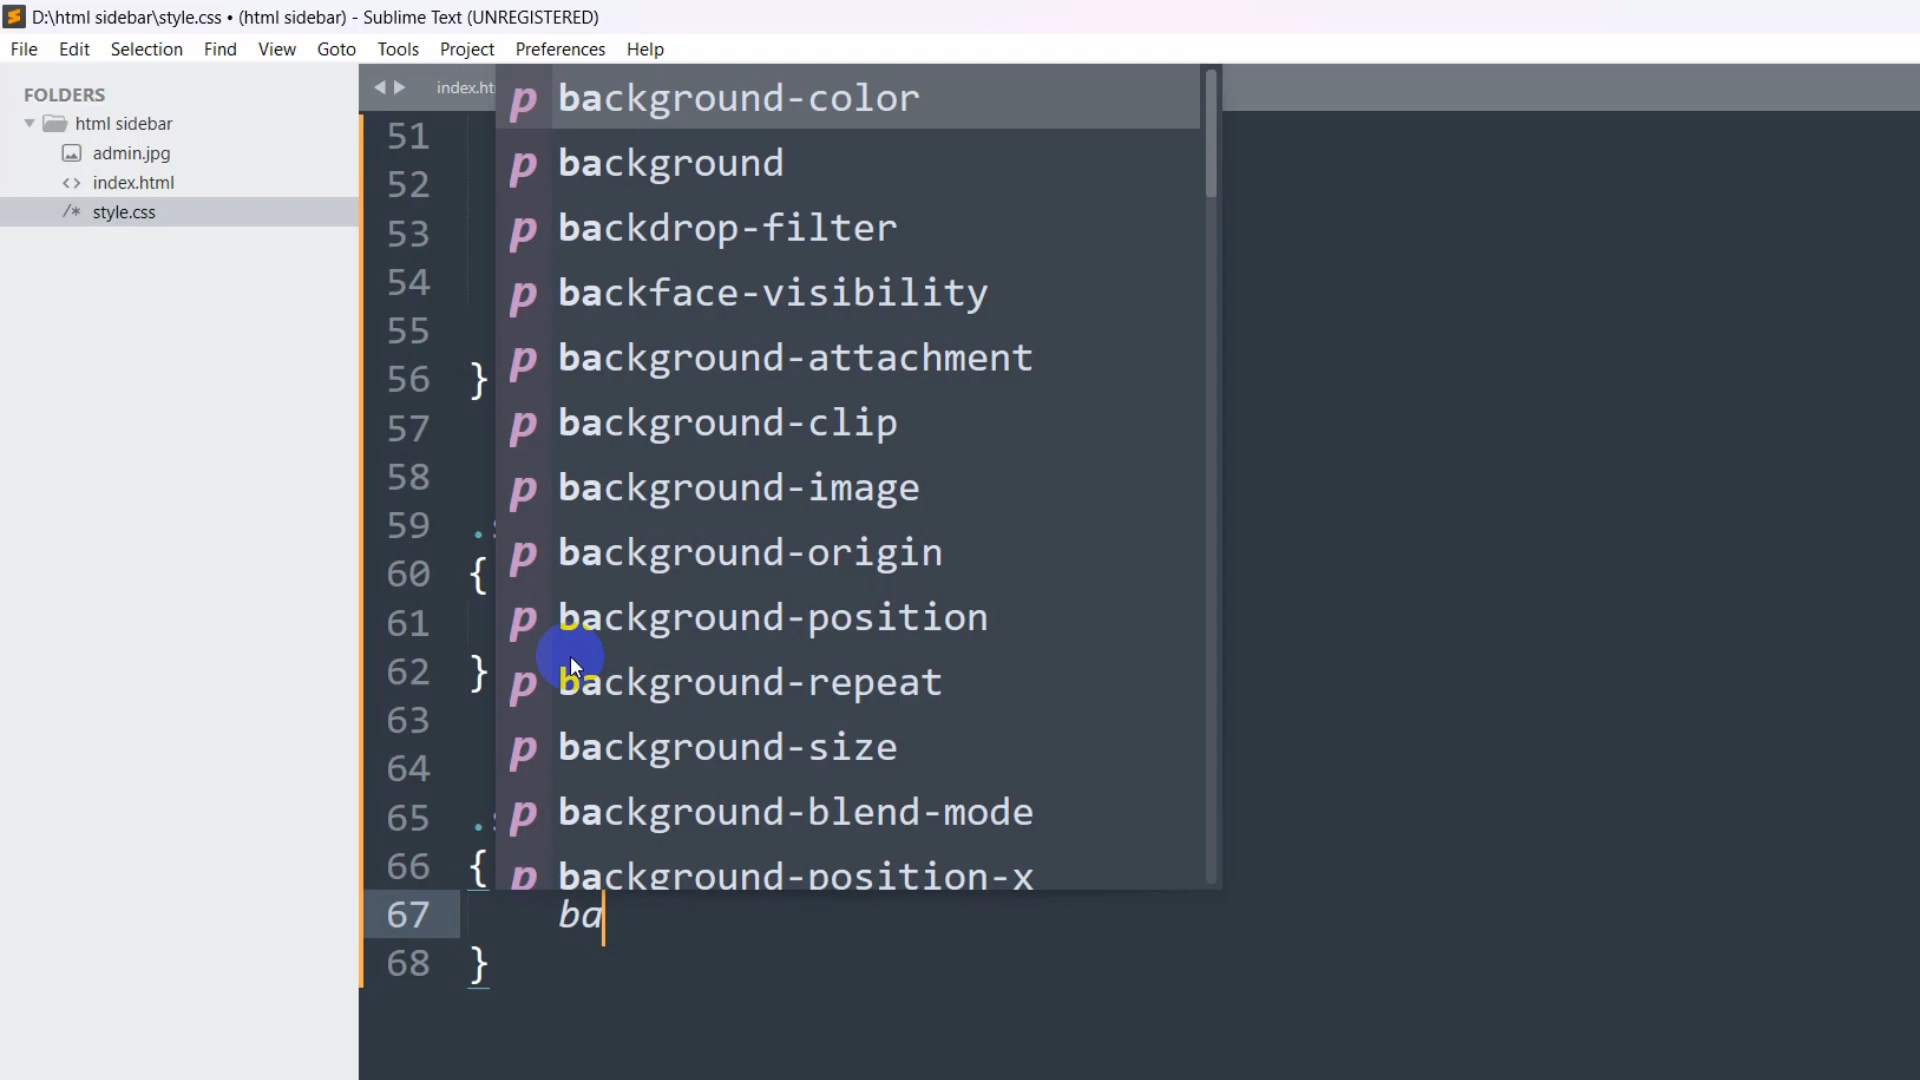 D:\html sidebar\style.css • (html sidebar) - Sublime Text (UNREGISTERED)
File Edit Selection Find View Goto Tools Project Preferences Help
FOLDERS
html sidebar
admin.jpg
<> index.html
/* style.css
index.ht
p background-color
p background
p backdrop-filter
p backface-visibility
p background-attachment
p background-clip
p background-image
p background-origin
p background-position
p background-repeat
p background-size
p background-blend-mode
p background-position-x
51
52
53
54
55
56 }
57
58
59 .s
60 {
61
62 }
63
64
65 .s
66 {
67 ba
68 }